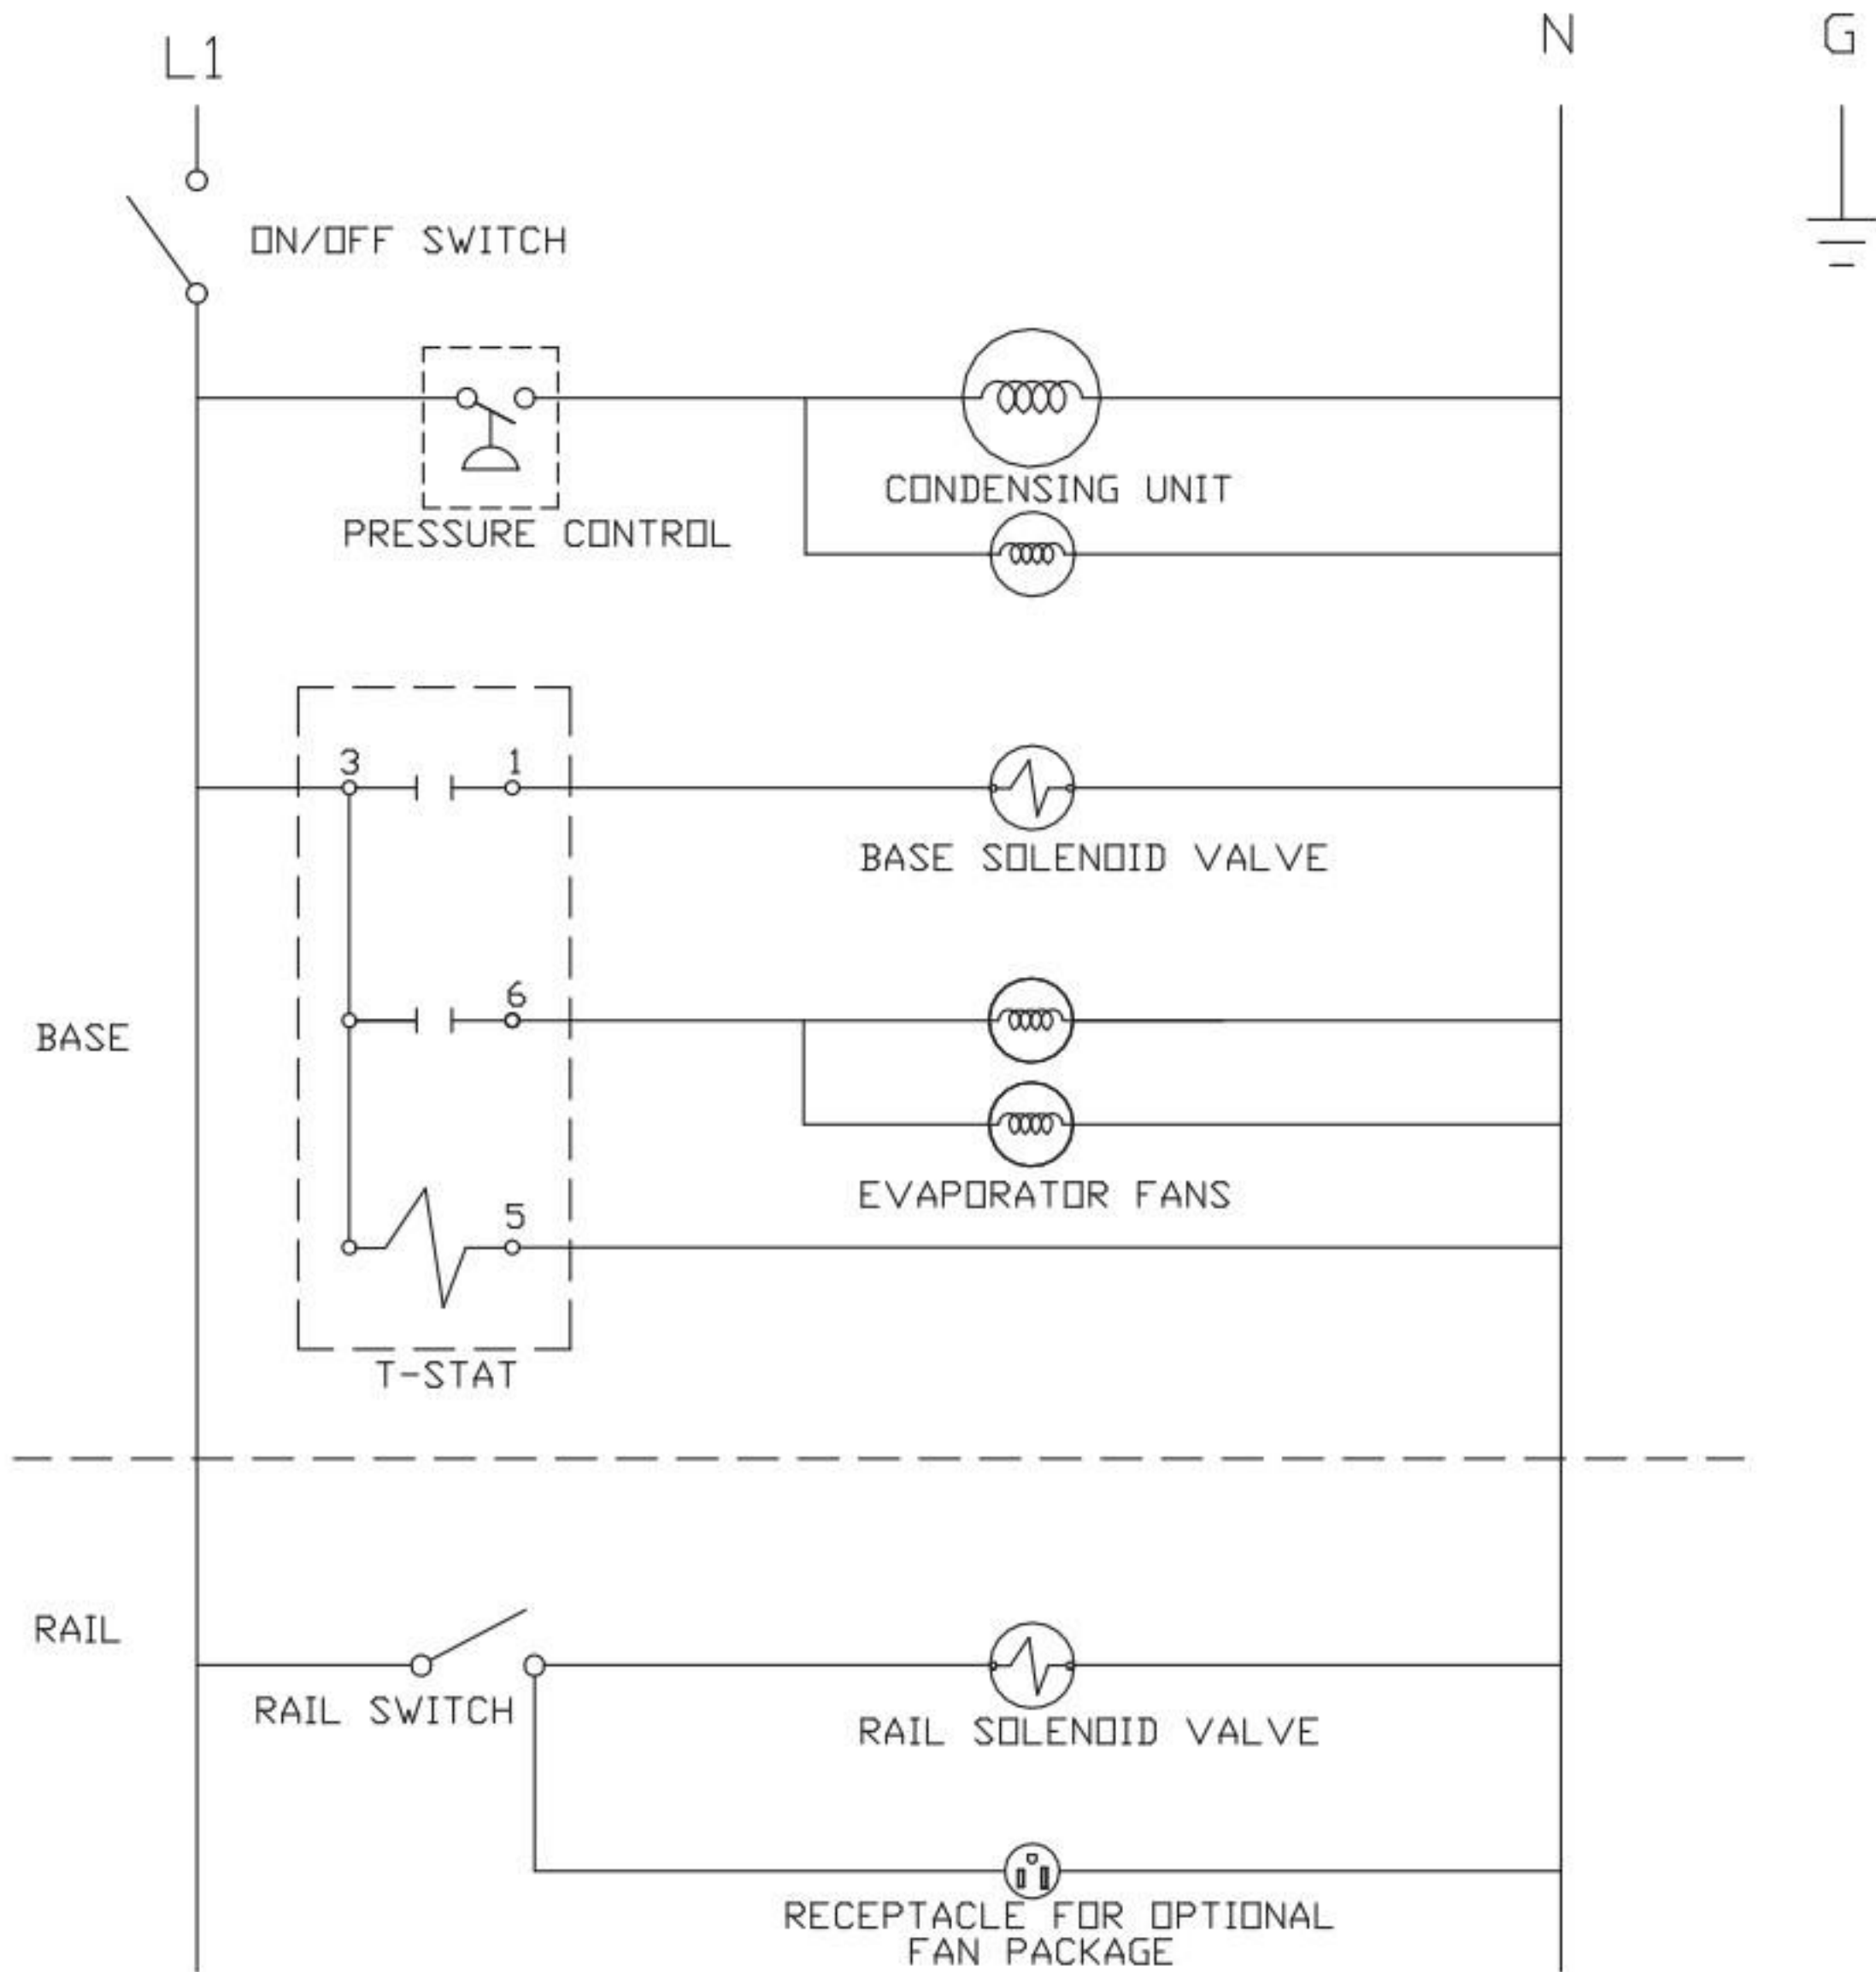 L1
N
G
ON/OFF SWITCH
CONDENSING UNIT
PRESSURE CONTROL
3
1
BASE SOLENOID VALVE
6
BASE
EVAPORATOR FANS
5
T-STAT
RAIL
RAIL SWITCH
RAIL SOLENOID VALVE
RECEPTACLE FOR OPTIONAL
FAN PACKAGE